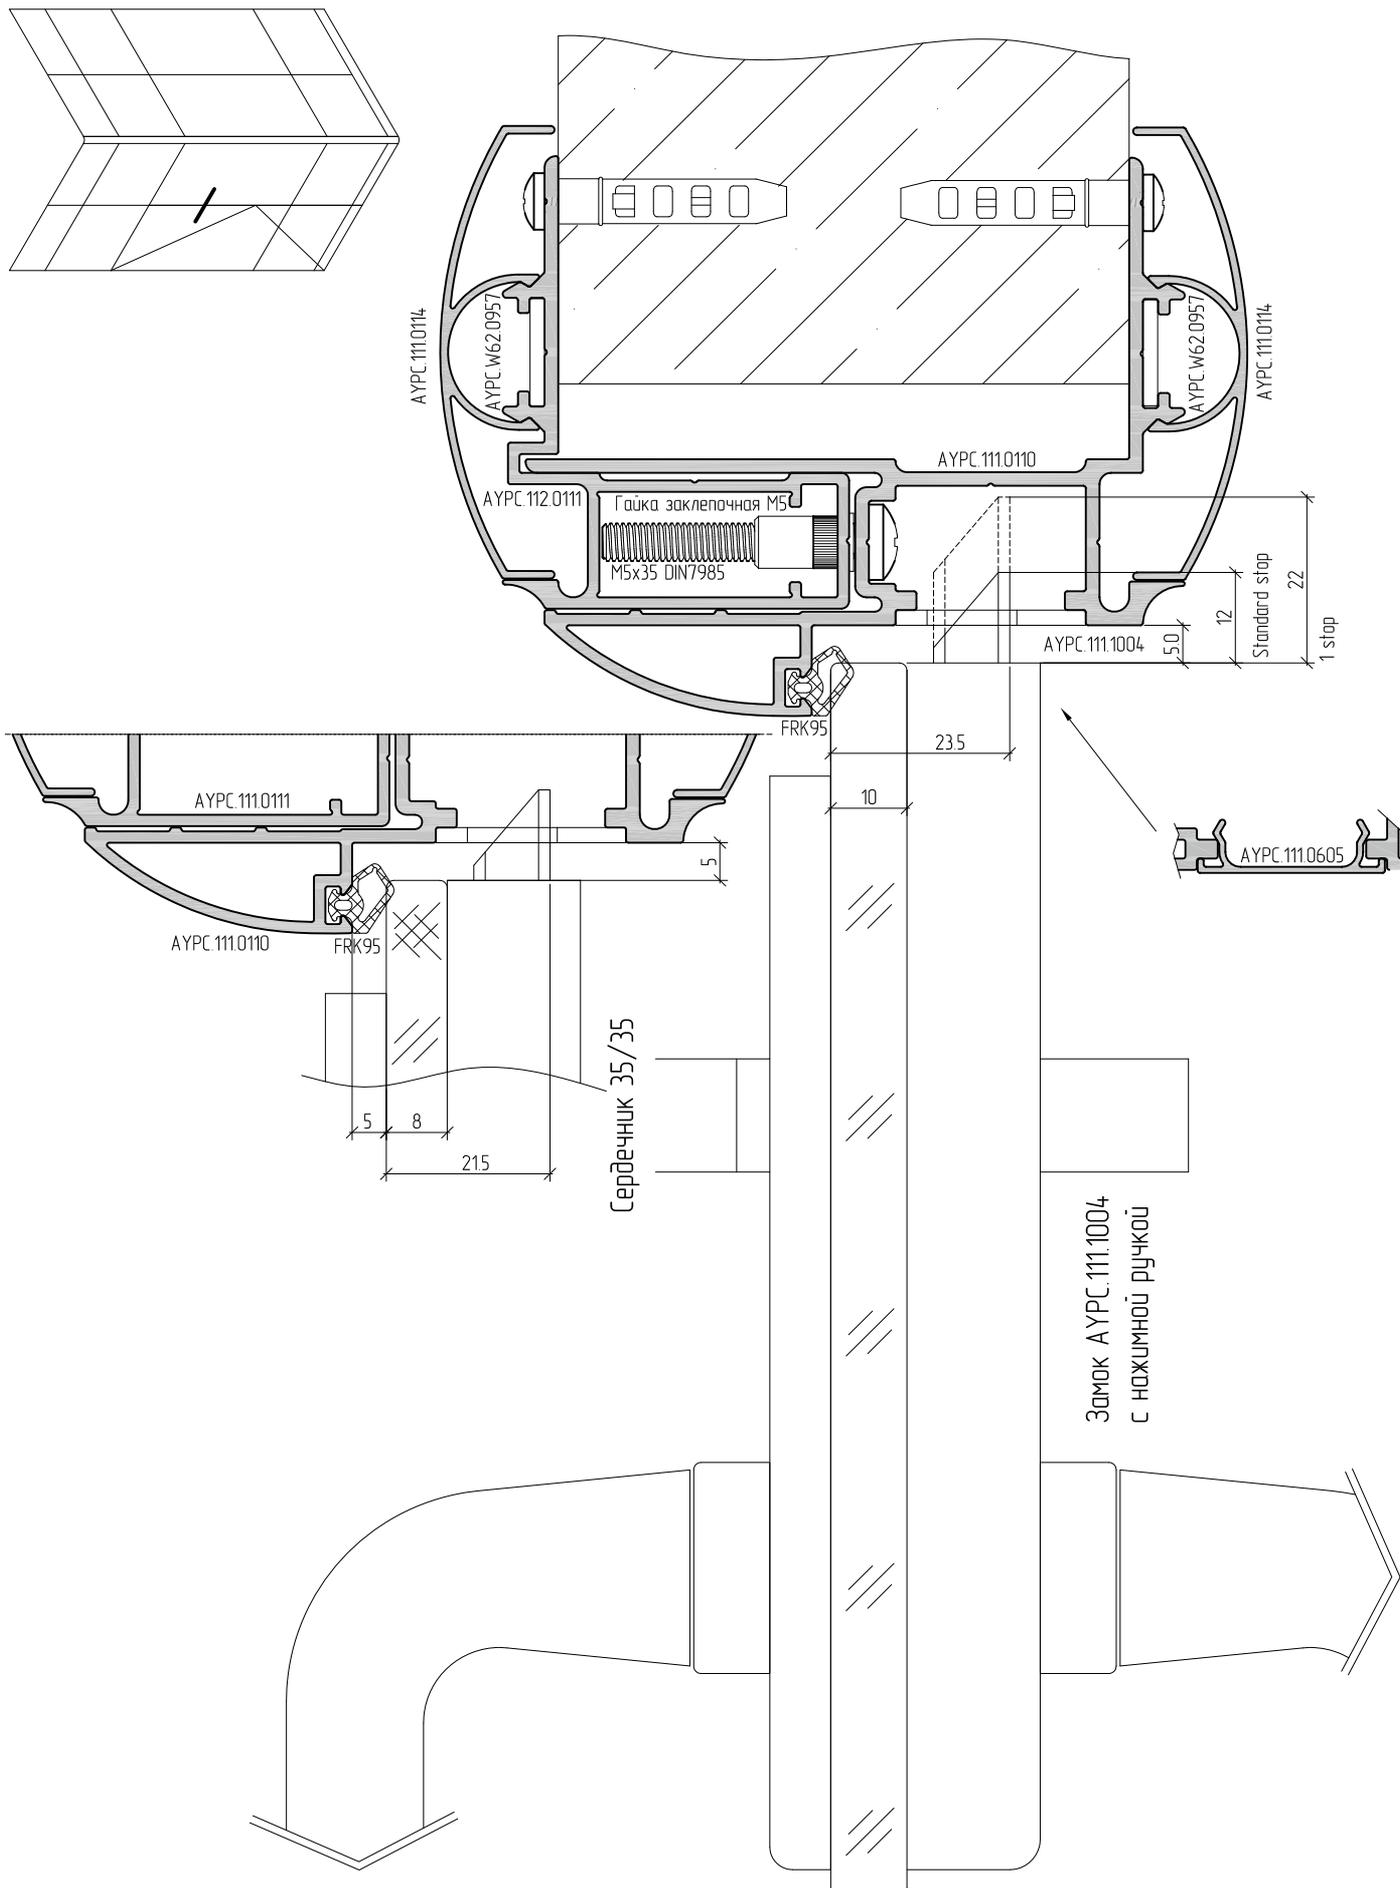 AYPC.111.0114
AYPC.W62.0957
AYPC.W62.0957
AYPC.111.0114
AYPC.111.0110
AYPC.112.0111
Гайка заклепочная М5
M5x35 DIN7985
22
12
Standard stop
1 stop
5.0
AYPC.111.1004
FRK95
23.5
10
AYPC.111.0111
5
AYPC.111.0605
AYPC.111.0110
FRK95
5
8
21.5
Сердечник 35/35
Замок AYPC.111.1004
с нажимной ручкой